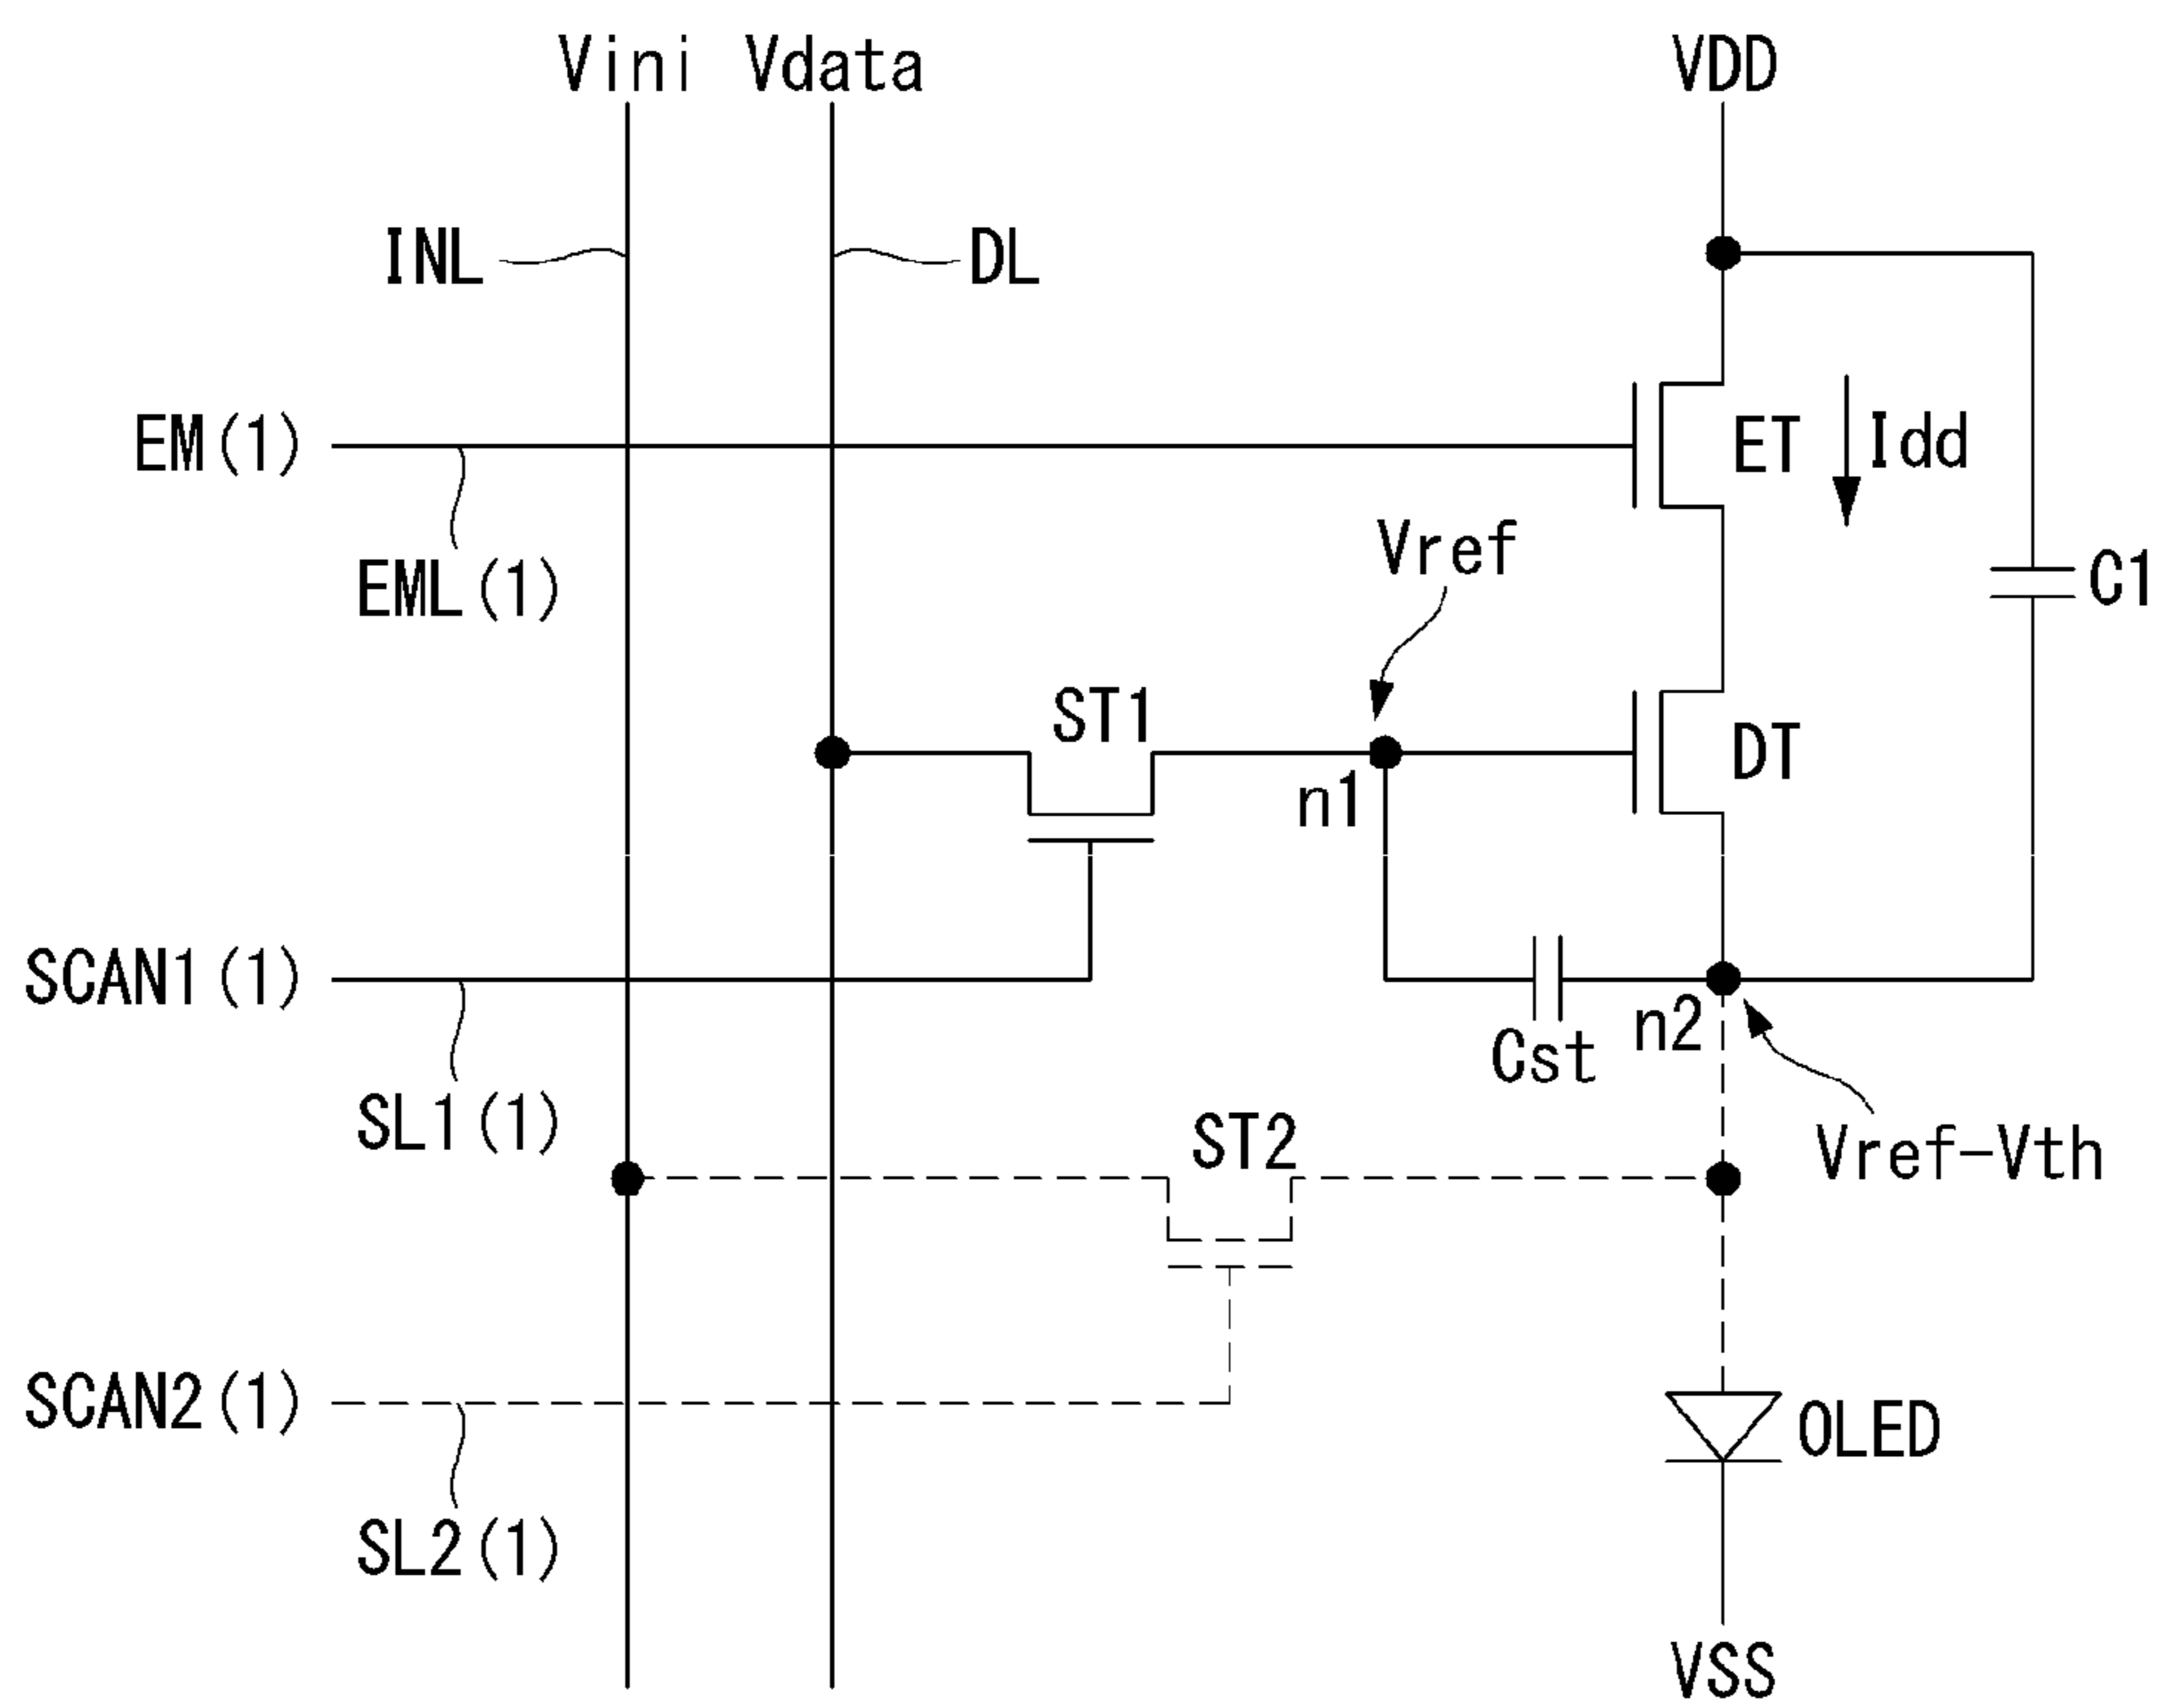 Vini Vdata VDD
INL DL
EM(1) ET Idd
Vref
EML(1) C1
ST1
DT
n1
SCAN1(1)
n2
Cst
SL1(1) ST2 Vref-Vth
SCAN2(1) OLED
SL2(1)
VSS